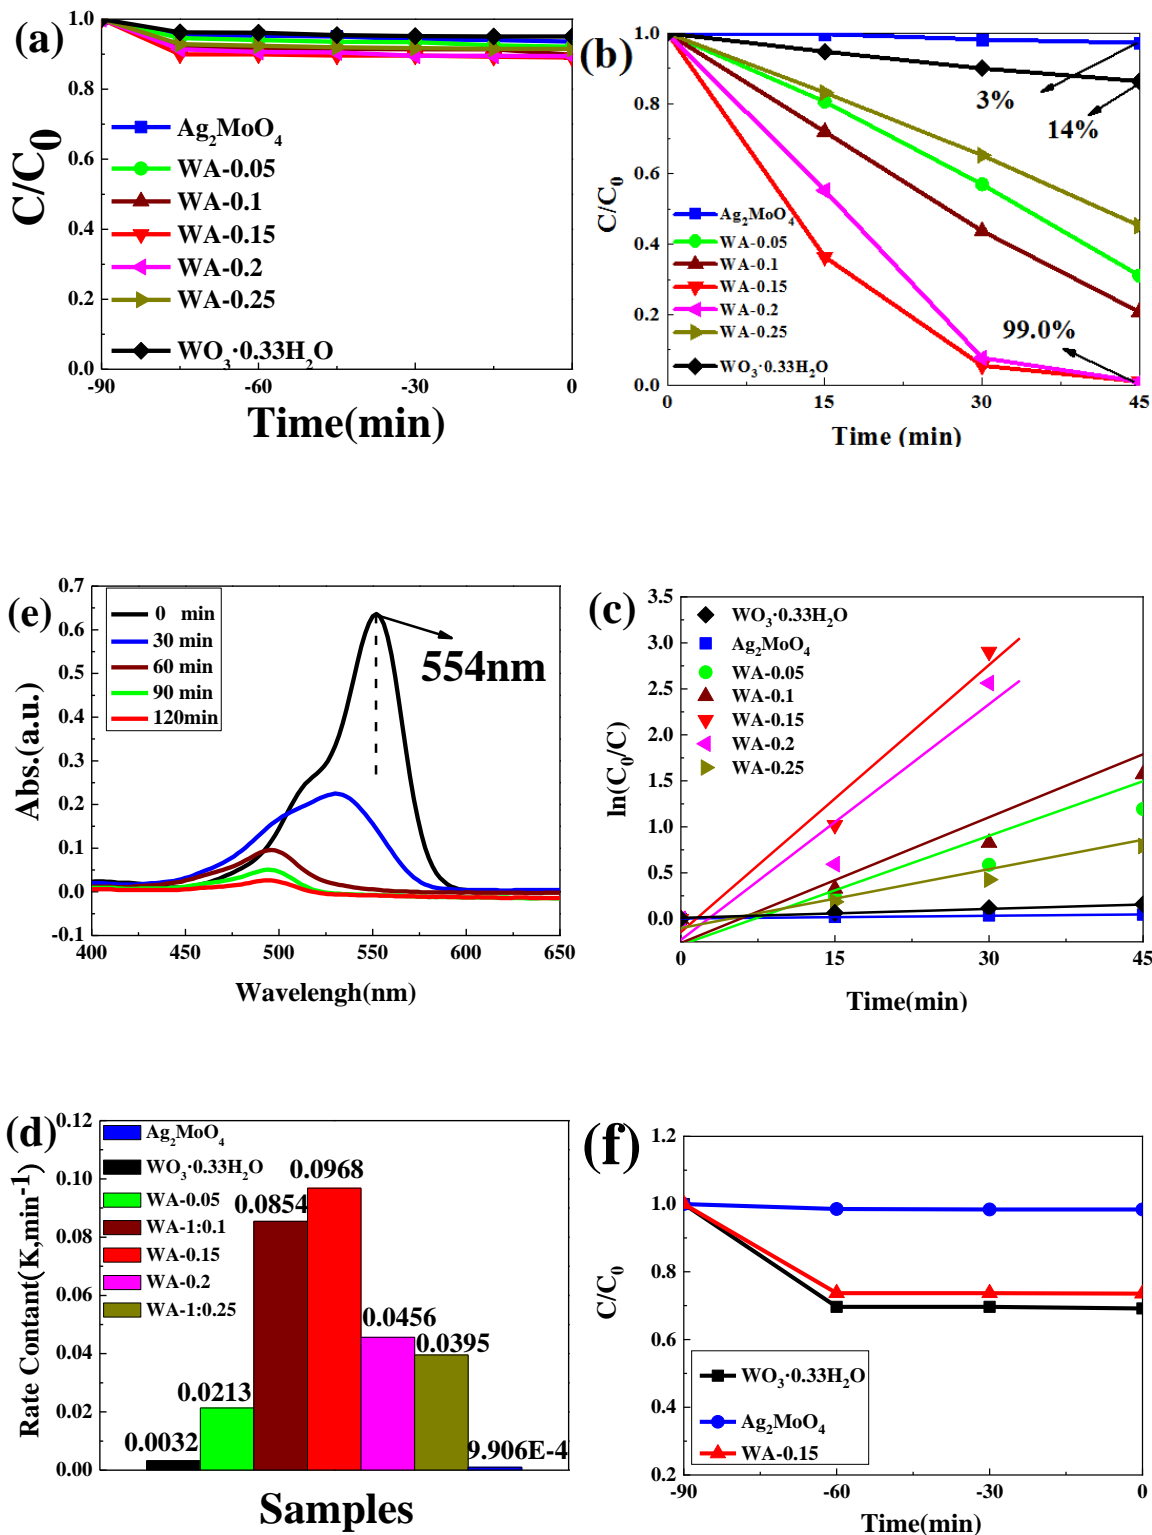 (a)
1.0
0.8
0.6
0.4
0.2
0.0
C/C₀
Ag₂MoO₄
WA-0.05
WA-0.1
WA-0.15
WA-0.2
WA-0.25
WO₃·0.33H₂O
-90 -60 -30 0
Time(min)
(b)
1.0
0.8
0.6
0.4
0.2
0.0
C/C₀
3%
14%
99.0%
Ag₂MoO₄
WA-0.05
WA-0.1
WA-0.15
WA-0.2
WA-0.25
WO₃·0.33H₂O
0 15 30 45
Time (min)
(e)
0.7
0.6
0.5
0.4
0.3
0.2
0.1
0.0
-0.1
Abs.(a.u.)
0 min
30 min
60 min
90 min
120min
554nm
400 450 500 550 600 650
Wavelengh(nm)
(c)
3.5
3.0
2.5
2.0
1.5
1.0
0.5
0.0
ln(C₀/C)
WO₃·0.33H₂O
Ag₂MoO₄
WA-0.05
WA-0.1
WA-0.15
WA-0.2
WA-0.25
0 15 30 45
Time(min)
(d)
0.12
0.10
0.08
0.06
0.04
0.02
0.00
Rate Contant(K,min⁻¹)
Ag₂MoO₄
WO₃·0.33H₂O
WA-0.05
WA-1:0.1
WA-0.15
WA-0.2
WA-1:0.25
0.0032
0.0213
0.0854
0.0968
0.0456
0.0395
9.906E-4
Samples
(f)
1.2
1.0
0.8
0.6
0.4
0.2
C/C₀
WO₃·0.33H₂O
Ag₂MoO₄
WA-0.15
-90 -60 -30 0
Time(min)